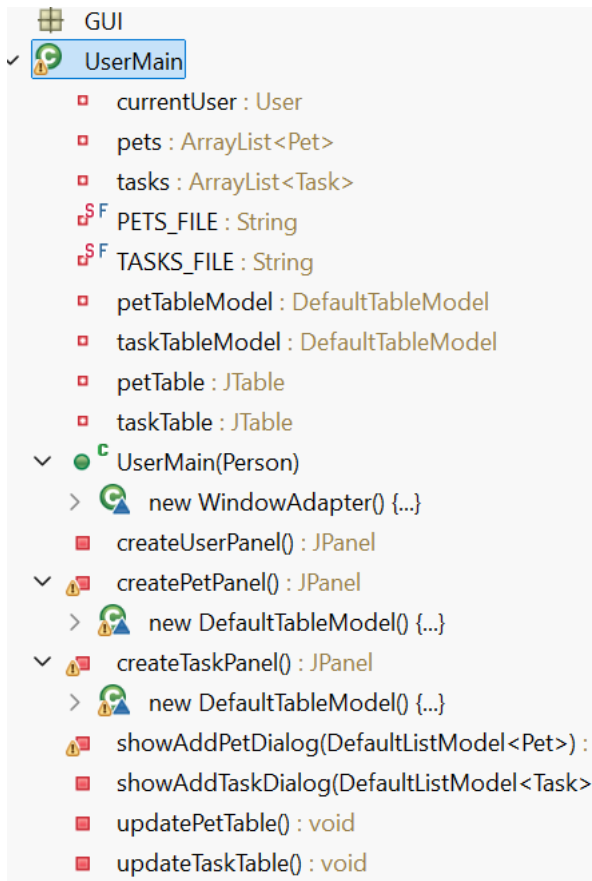 GUI
UserMain
currentUser : User
pets : ArrayList<Pet>
tasks : ArrayList<Task>
PETS_FILE : String
TASKS_FILE : String
petTableModel : DefaultTableModel
taskTableModel : DefaultTableModel
petTable : JTable
taskTable : JTable
UserMain(Person)
new WindowAdapter() {...}
createUserPanel() : JPanel
createPetPanel() : JPanel
new DefaultTableModel() {...}
createTaskPanel() : JPanel
new DefaultTableModel() {...}
showAddPetDialog(DefaultListModel<Pet>) :
showAddTaskDialog(DefaultListModel<Task>
updatePetTable() : void
updateTaskTable() : void